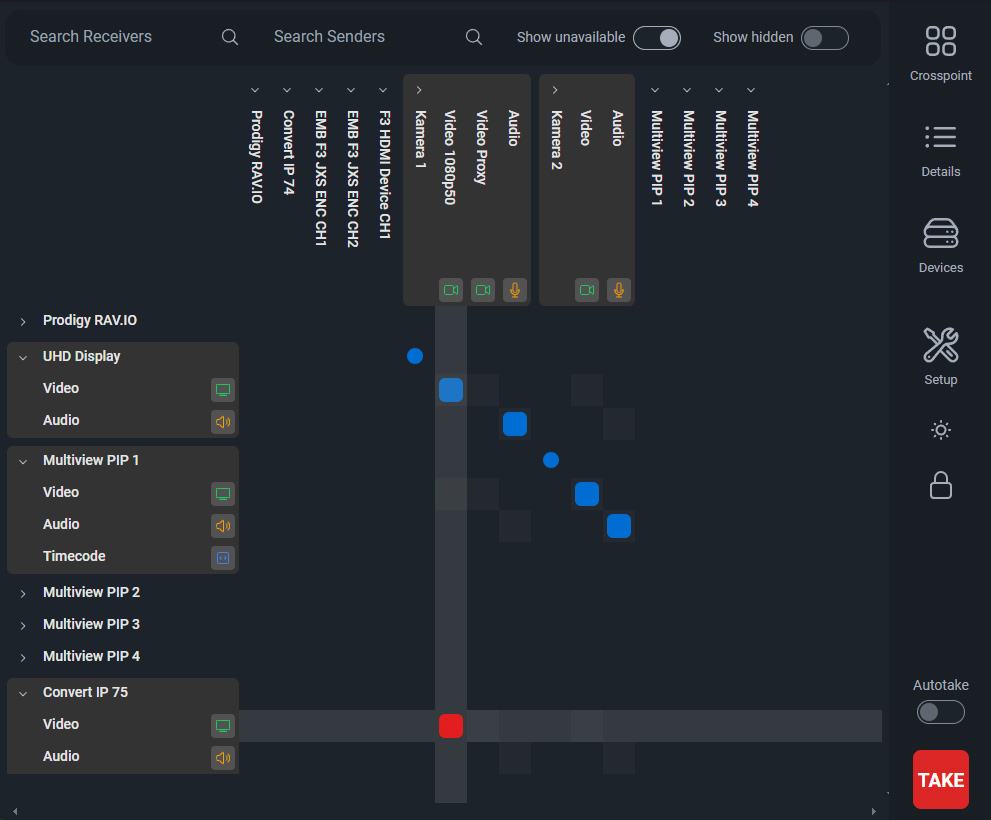 Search Receivers
Search Senders
Show unavailable
Show hidden
Crosspoint
Details
Devices
Setup
Autotake
TAKE
Prodigy RAV.IO
Convert IP 74
EMB F3 JXS ENC CH1
EMB F3 JXS ENC CH2
F3 HDMI Device CH1
Kamera 1
Video 1080p50
Video Proxy
Audio
Kamera 2
Video
Audio
Multiview PIP 1
Multiview PIP 2
Multiview PIP 3
Multiview PIP 4
Prodigy RAV.IO
UHD Display
Video
Audio
Multiview PIP 1
Video
Audio
Timecode
Multiview PIP 2
Multiview PIP 3
Multiview PIP 4
Convert IP 75
Video
Audio